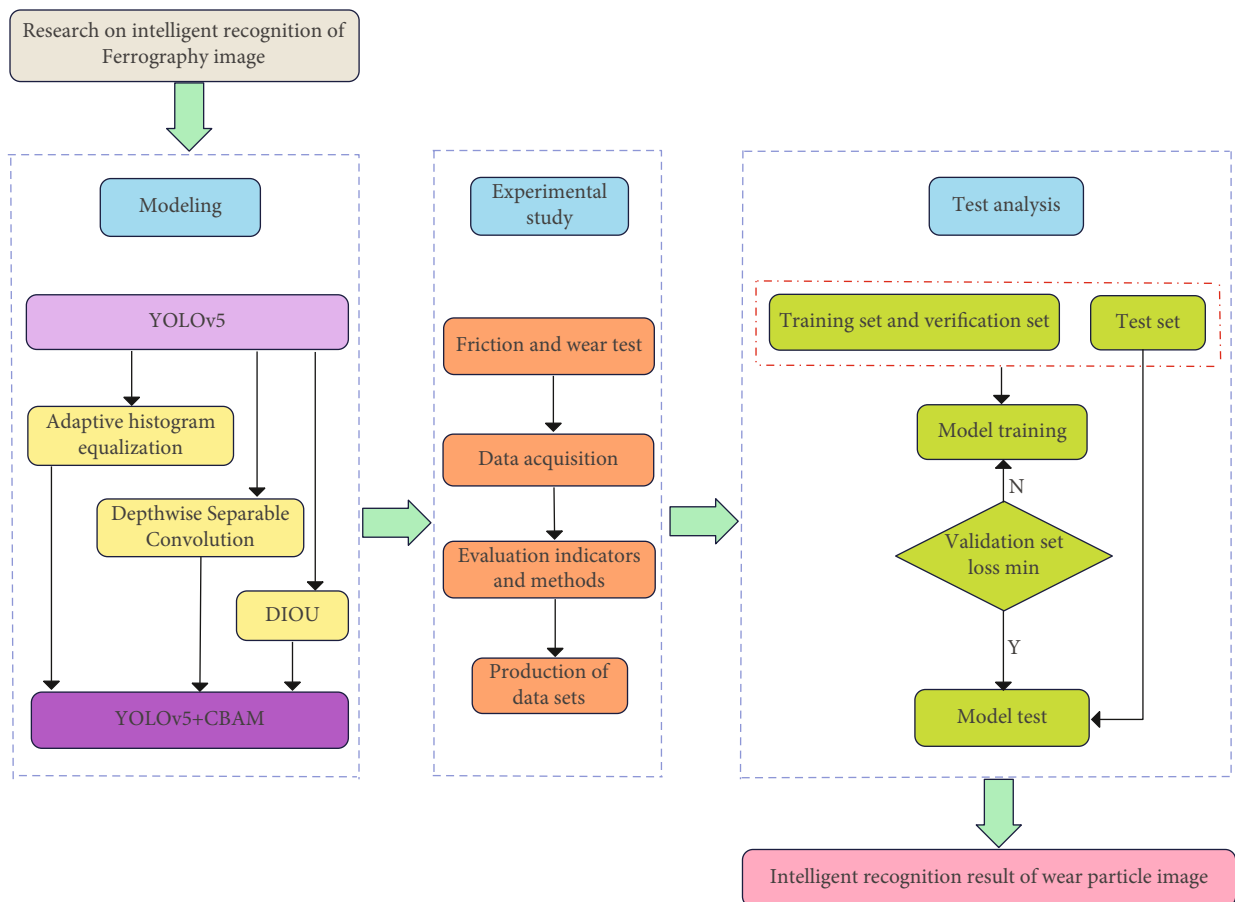 Research on intelligent recognition of
Ferrography image
Modeling
YOLOv5
Adaptive histogram
equalization
Depthwise Separable
Convolution
DIOU
YOLOv5+CBAM
Experimental
study
Friction and wear test
Data acquisition
Evaluation indicators
and methods
Production of
data sets
Test analysis
Training set and verification set
Test set
Model training
N
Validation set
loss min
Y
Model test
Intelligent recognition result of wear particle image